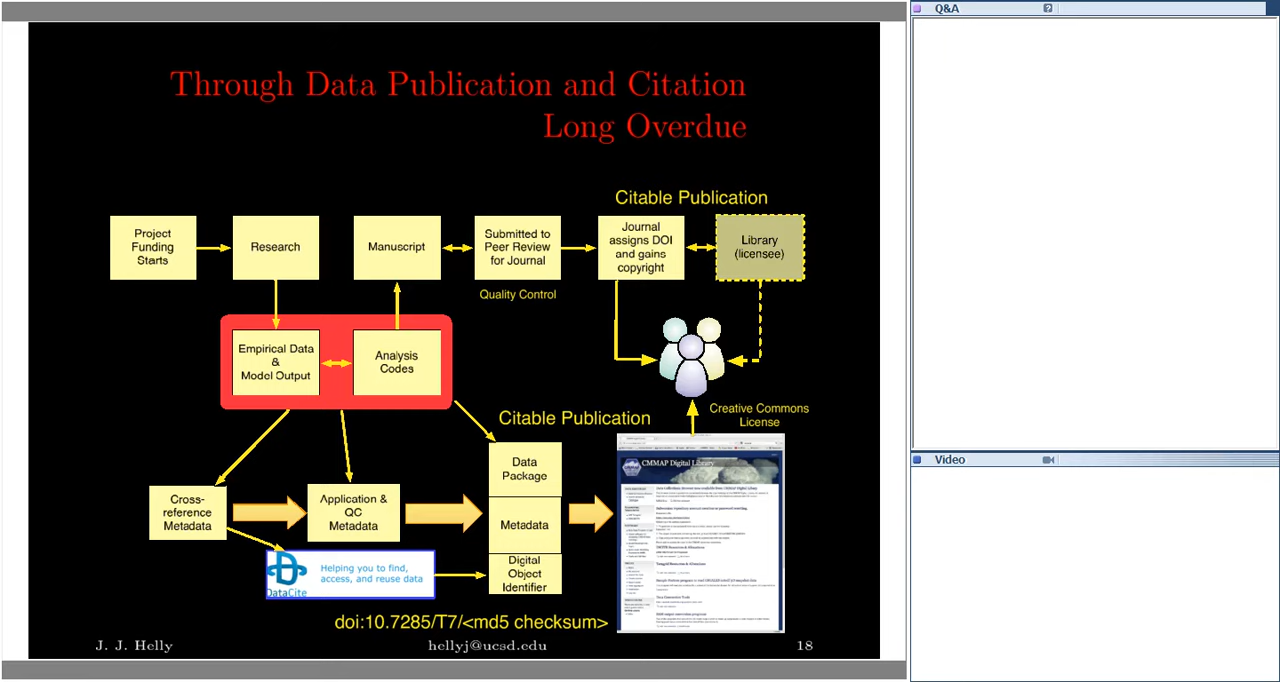 Through Data Publication and Citation
Long Overdue
Citable Publication
Project
Funding
Starts
Research
Manuscript
Submitted to
Peer Review
for Journal
Journal
assigns DOI
and gains
copyright
Library
(licensee)
Quality Control
Empirical Data
&
Model Output
Analysis
Codes
Citable Publication
Creative Commons
License
Data
Package
Cross-
reference
Metadata
Application &
QC
Metadata
Metadata
Digital
Object
Identifier
DataCite
Helping you to find,
access, and reuse data
CMMAP Digital Library
doi:10.7285/T7/<md5 checksum>
J. J. Helly
hellyj@ucsd.edu
18
Q&A
?
Video